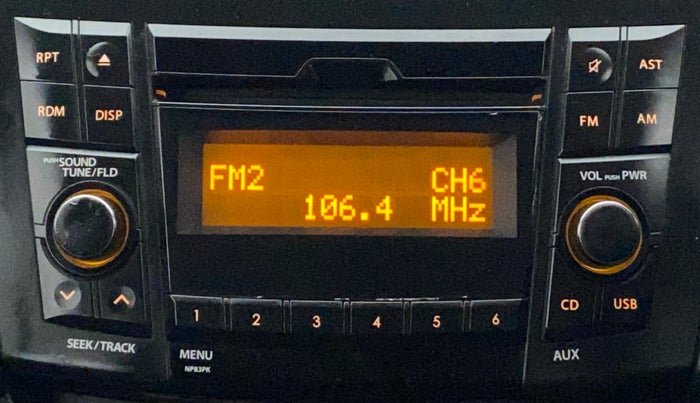 RPT
AST
RDM
DISP
FM
AM
PUSH SOUND
TUNE/FLD
VOL PUSH PWR
FM2 CH6
106.4 MHz
CD
USB
1 2 3 4 5 6
SEEK/TRACK
MENU
NP83PK
AUX